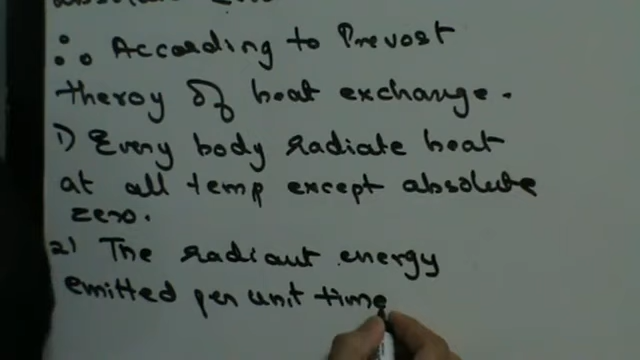 ∴ According to Prevost
theroy of heat exchange.
1) Every body radiate heat
at all temp except absolute
zero.
2) The radiant energy
emitted per unit time